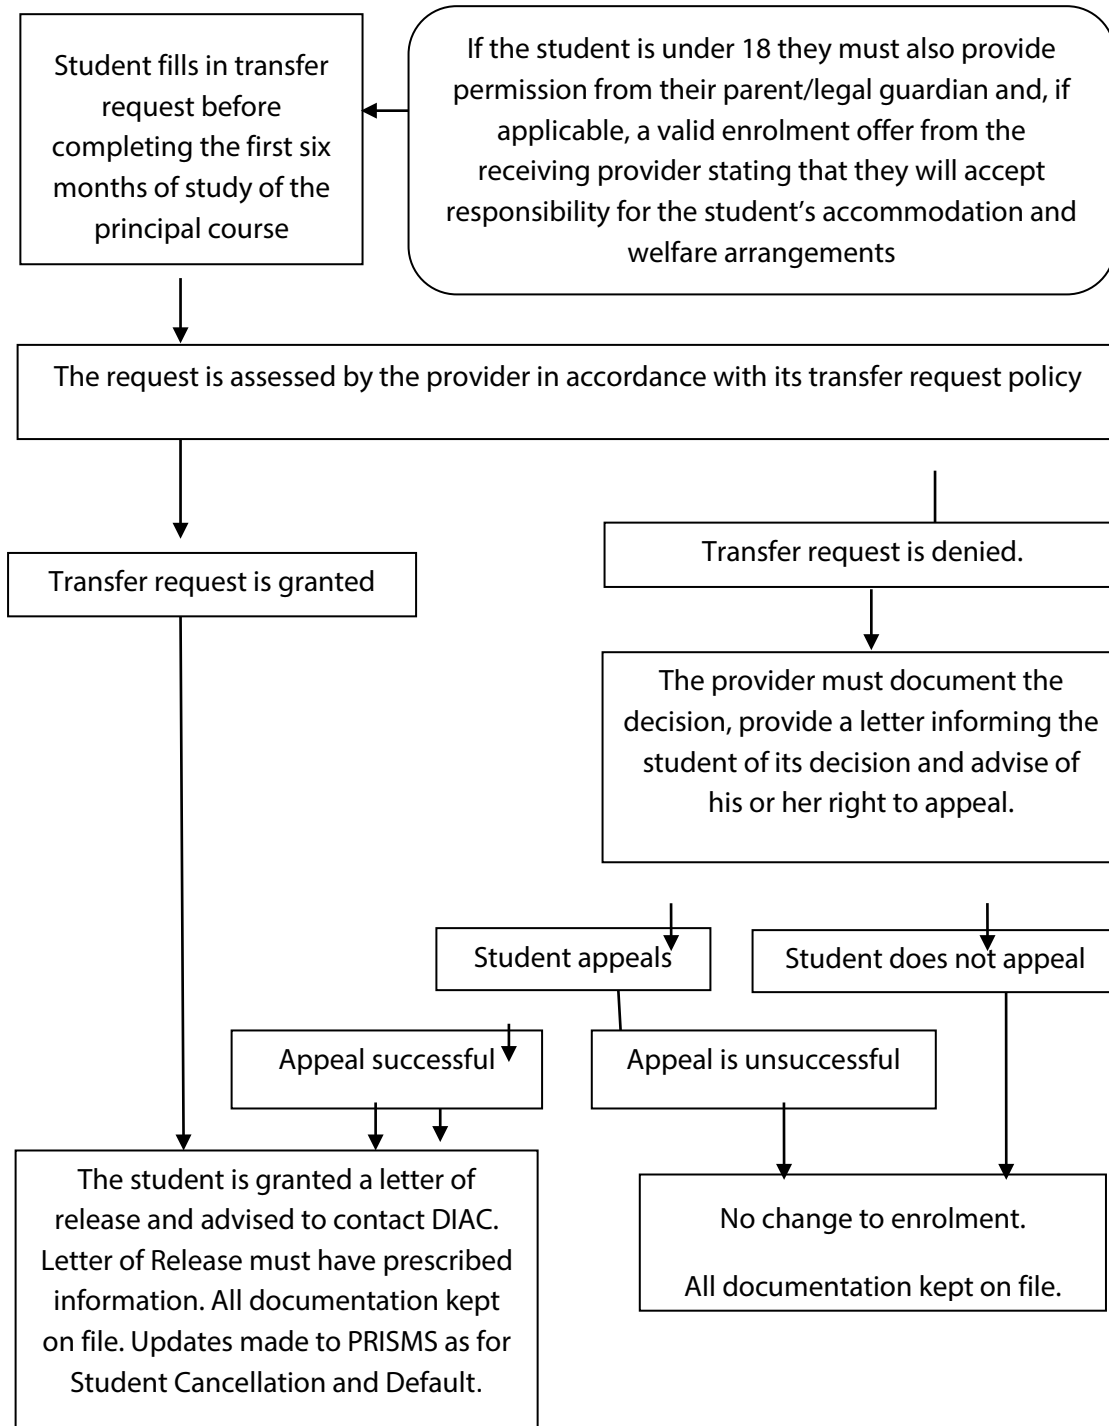 Student fills in transfer
request before
completing the first six
months of study of the
principal course
If the student is under 18 they must also provide
permission from their parent/legal guardian and, if
applicable, a valid enrolment offer from the
receiving provider stating that they will accept
responsibility for the student’s accommodation and
welfare arrangements
The request is assessed by the provider in accordance with its transfer request policy
Transfer request is granted
Transfer request is denied.
The provider must document the
decision, provide a letter informing the
student of its decision and advise of
his or her right to appeal.
Student appeals
Student does not appeal
Appeal successful
Appeal is unsuccessful
The student is granted a letter of
release and advised to contact DIAC.
Letter of Release must have prescribed
information. All documentation kept
on file. Updates made to PRISMS as for
Student Cancellation and Default.
No change to enrolment.
All documentation kept on file.